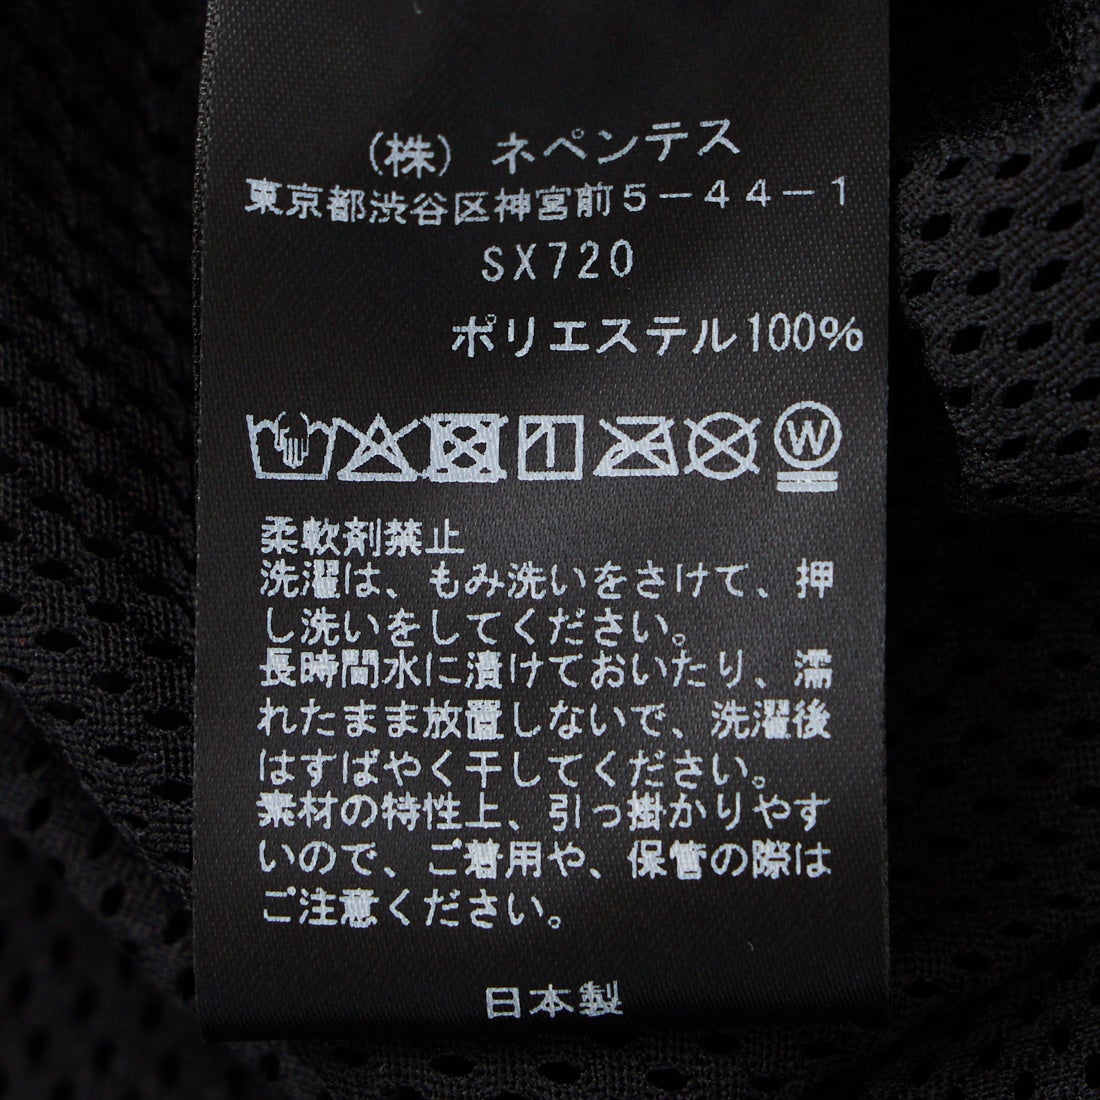 (株) ネペンテス
東京都渋谷区神宮前5-44-1
SX720
ポリエステル100%
W
柔軟剤禁止
洗濯は、もみ洗いをさけて、押
し洗いをしてください。
長時間水に漬けておいたり、濡
れたまま放置しないで、洗濯後
はすばやく干してください。
素材の特性上、引っ掛かりやす
いので、ご着用や、保管の際は
ご注意ください。
日本製